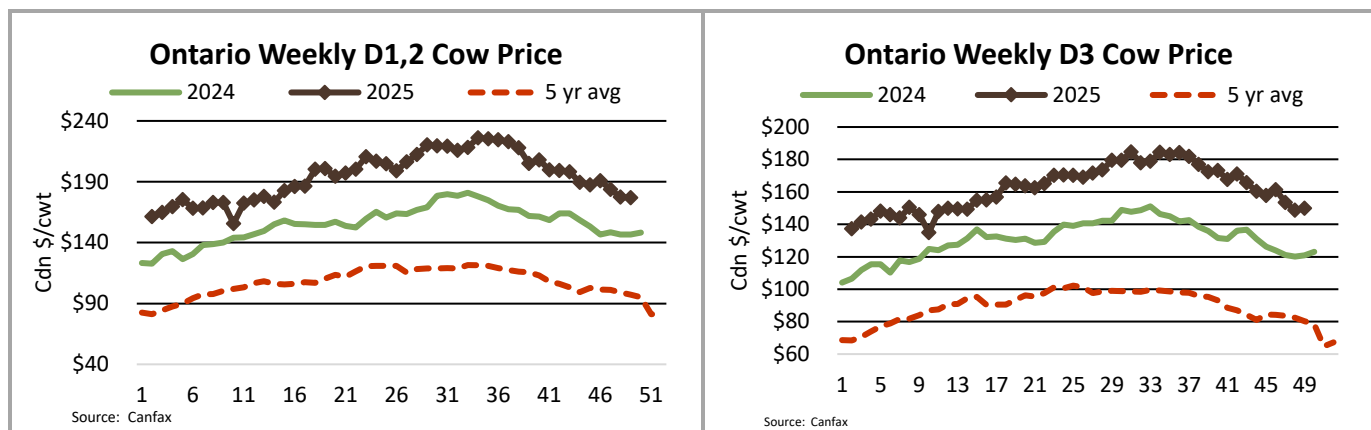 Ontario Weekly D1,2 Cow Price
2024 2025 5 yr avg
Cdn $/cwt
$240
$190
$140
$90
$40
1 6 11 16 21 26 31 36 41 46 51
Source: Canfax
Ontario Weekly D3 Cow Price
2024 2025 5 yr avg
Cdn $/cwt
$200
$180
$160
$140
$120
$100
$80
$60
1 5 9 13 17 21 25 29 33 37 41 45 49
Source: Canfax